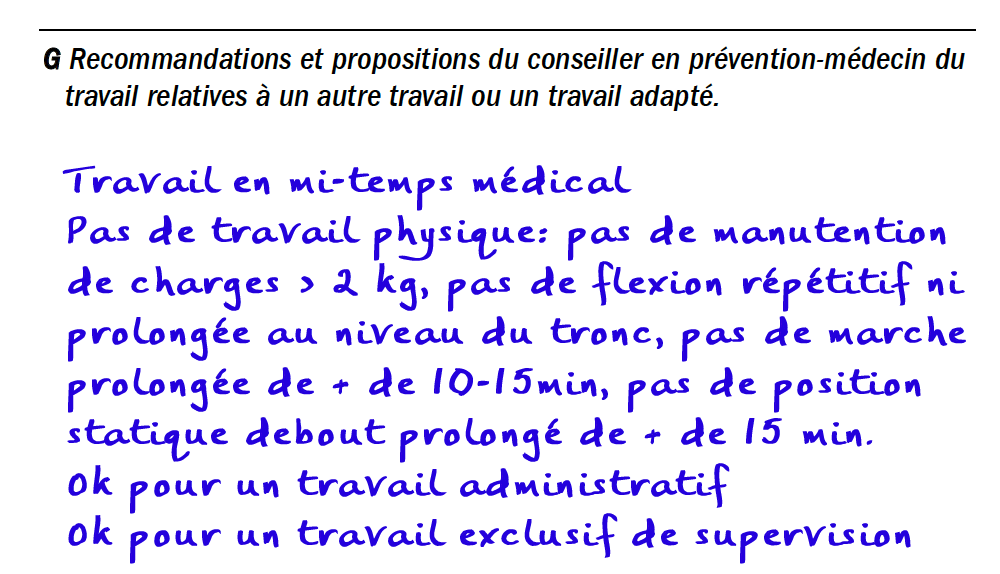 G Recommandations et propositions du conseiller en prévention-médecin du
travail relatives à un autre travail ou un travail adapté.
Travail en mi-temps médical
Pas de travail physique: pas de manutention
de charges > 2 kg, pas de flexion répétitif ni
prolongée au niveau du tronc, pas de marche
prolongée de + de 10-15min, pas de position
statique debout prolongé de + de 15 min.
Ok pour un travail administratif
Ok pour un travail exclusif de supervision